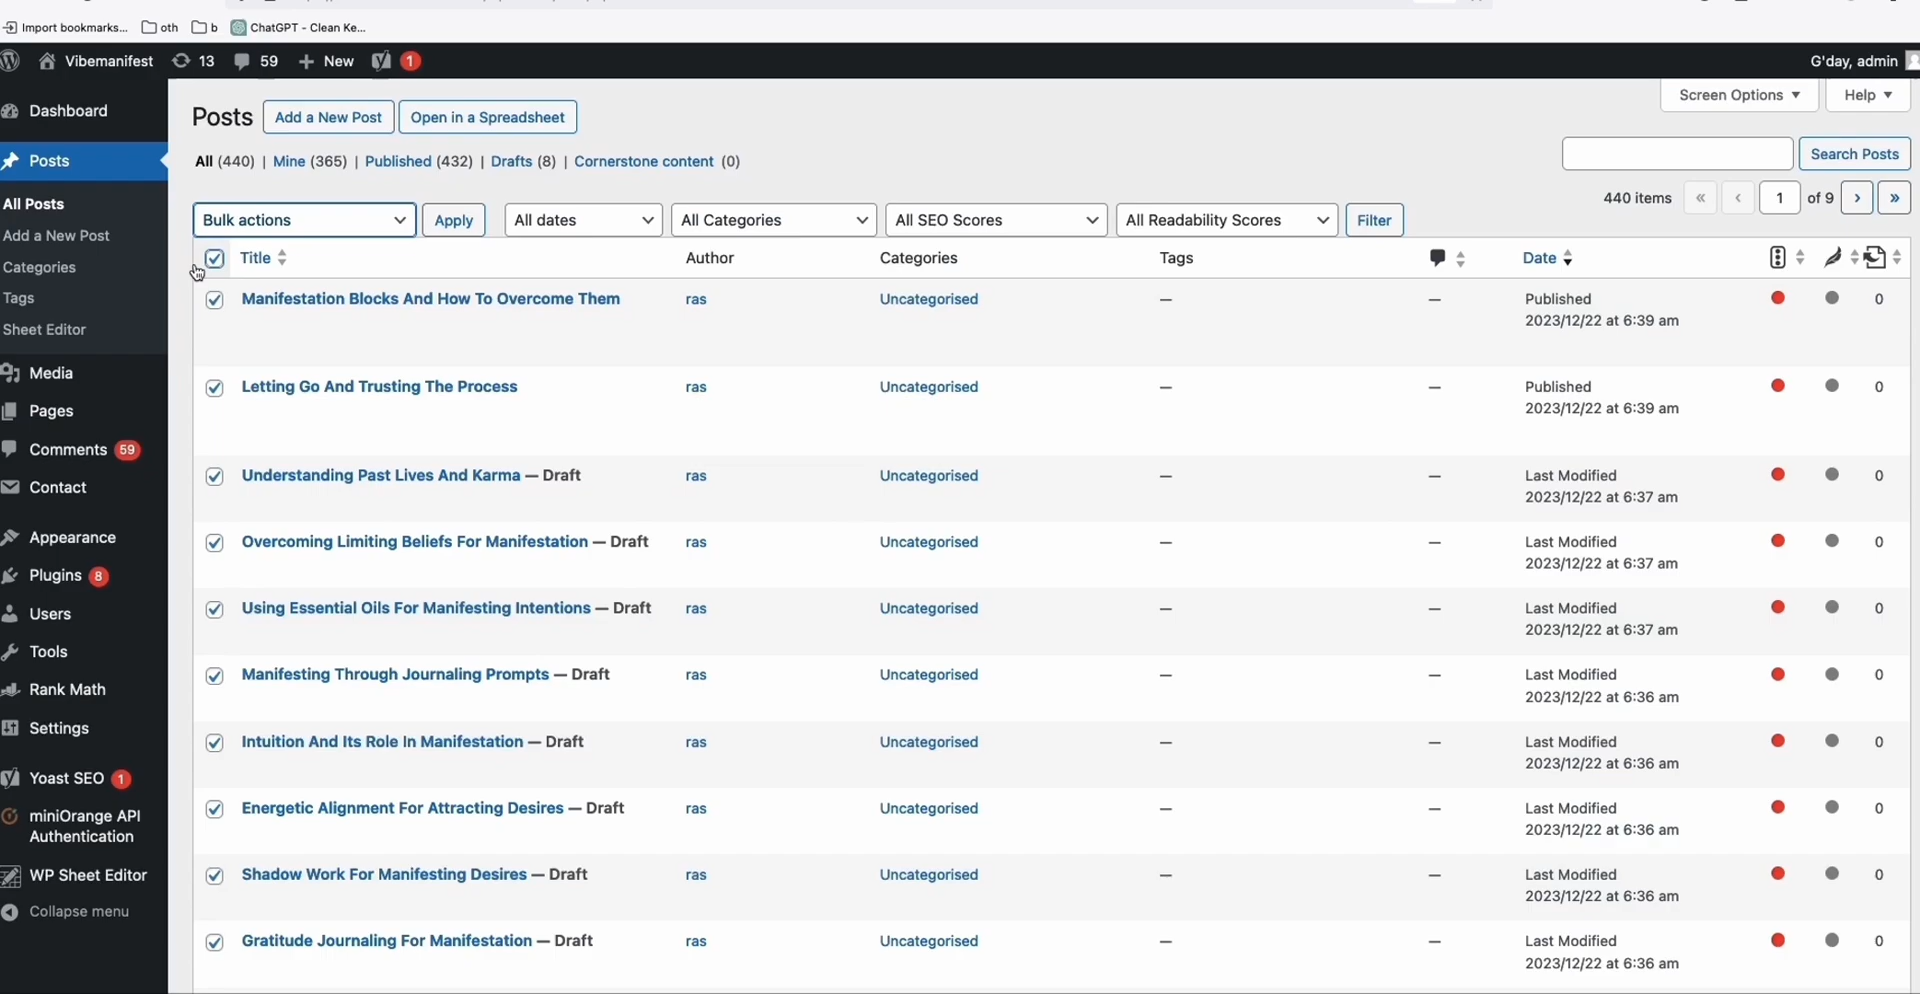 Import bookmarks... oth b ChatGPT - Clean Ke...
Vibemanifest 13 59 New 1 G'day, admin
Dashboard
Posts
All Posts
Add a New Post
Categories
Tags
Sheet Editor
Media
Pages
Comments 59
Contact
Appearance
Plugins 8
Users
Tools
Rank Math
Settings
Yoast SEO 1
miniOrange API
Authentication
WP Sheet Editor
Collapse menu
Screen Options Help
Posts Add a New Post Open in a Spreadsheet
All (440) | Mine (365) | Published (432) | Drafts (8) | Cornerstone content (0)
Search Posts
440 items « ‹ 1 of 9 › »
Bulk actions Apply All dates All Categories All SEO Scores All Readability Scores Filter
Title Author Categories Tags Date
Manifestation Blocks And How To Overcome Them ras Uncategorised — — Published 0
2023/12/22 at 6:39 am
Letting Go And Trusting The Process ras Uncategorised — — Published 0
2023/12/22 at 6:39 am
Understanding Past Lives And Karma — Draft ras Uncategorised — — Last Modified 0
2023/12/22 at 6:37 am
Overcoming Limiting Beliefs For Manifestation — Draft ras Uncategorised — — Last Modified 0
2023/12/22 at 6:37 am
Using Essential Oils For Manifesting Intentions — Draft ras Uncategorised — — Last Modified 0
2023/12/22 at 6:37 am
Manifesting Through Journaling Prompts — Draft ras Uncategorised — — Last Modified 0
2023/12/22 at 6:36 am
Intuition And Its Role In Manifestation — Draft ras Uncategorised — — Last Modified 0
2023/12/22 at 6:36 am
Energetic Alignment For Attracting Desires — Draft ras Uncategorised — — Last Modified 0
2023/12/22 at 6:36 am
Shadow Work For Manifesting Desires — Draft ras Uncategorised — — Last Modified 0
2023/12/22 at 6:36 am
Gratitude Journaling For Manifestation — Draft ras Uncategorised — — Last Modified 0
2023/12/22 at 6:36 am